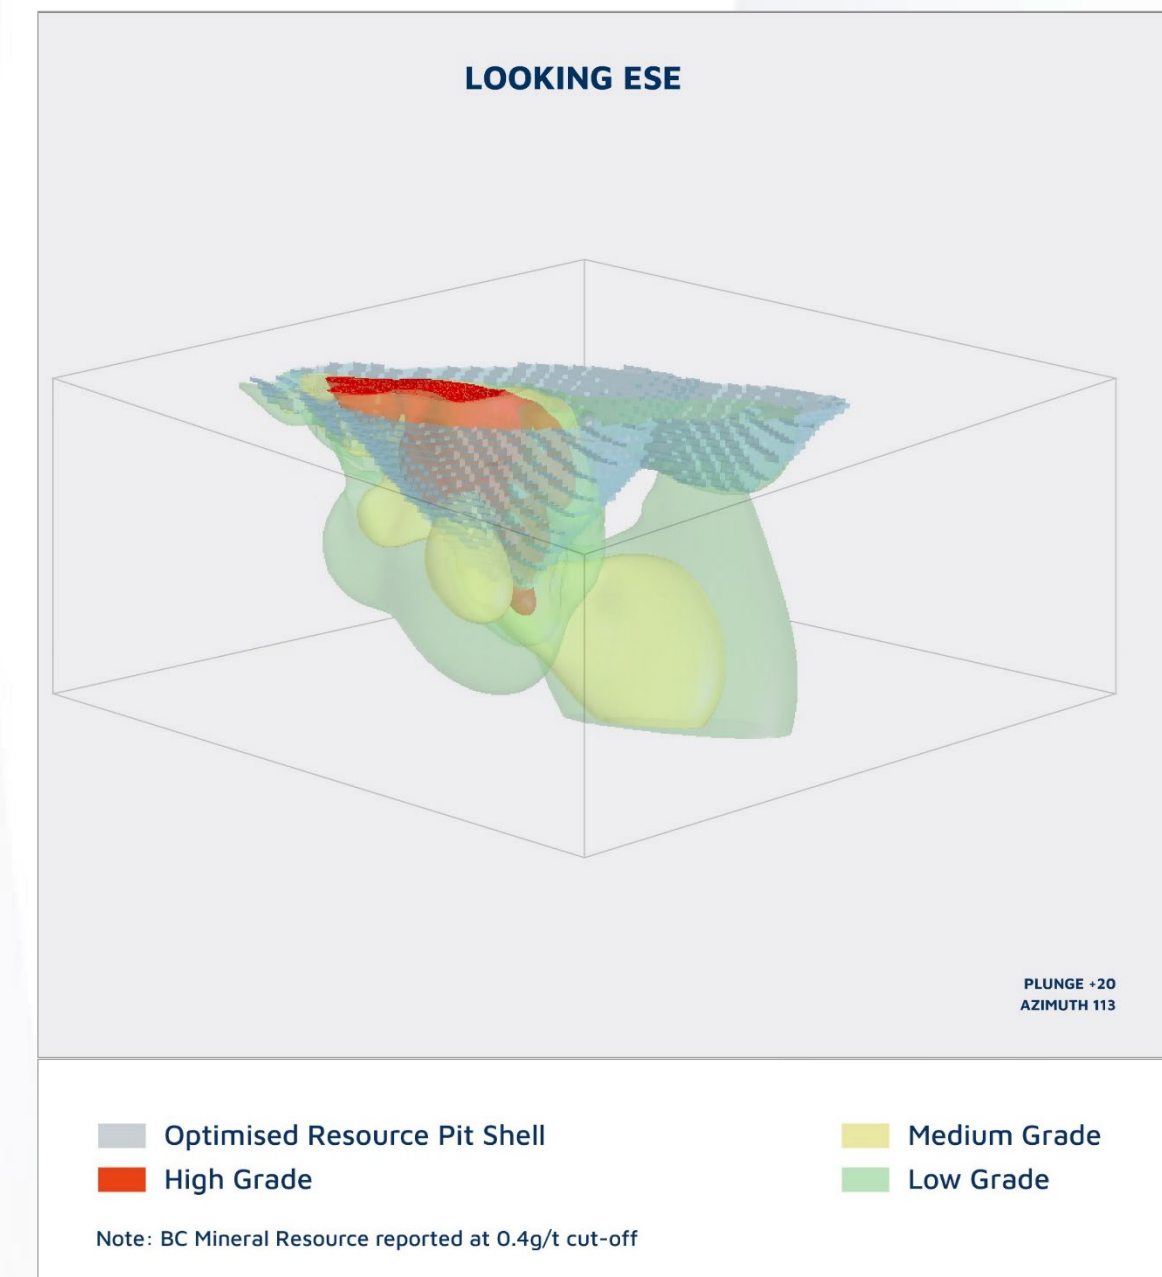 LOOKING ESE
PLUNGE +20
AZIMUTH 113
Optimised Resource Pit Shell
High Grade
Medium Grade
Low Grade
Note: BC Mineral Resource reported at 0.4g/t cut-off